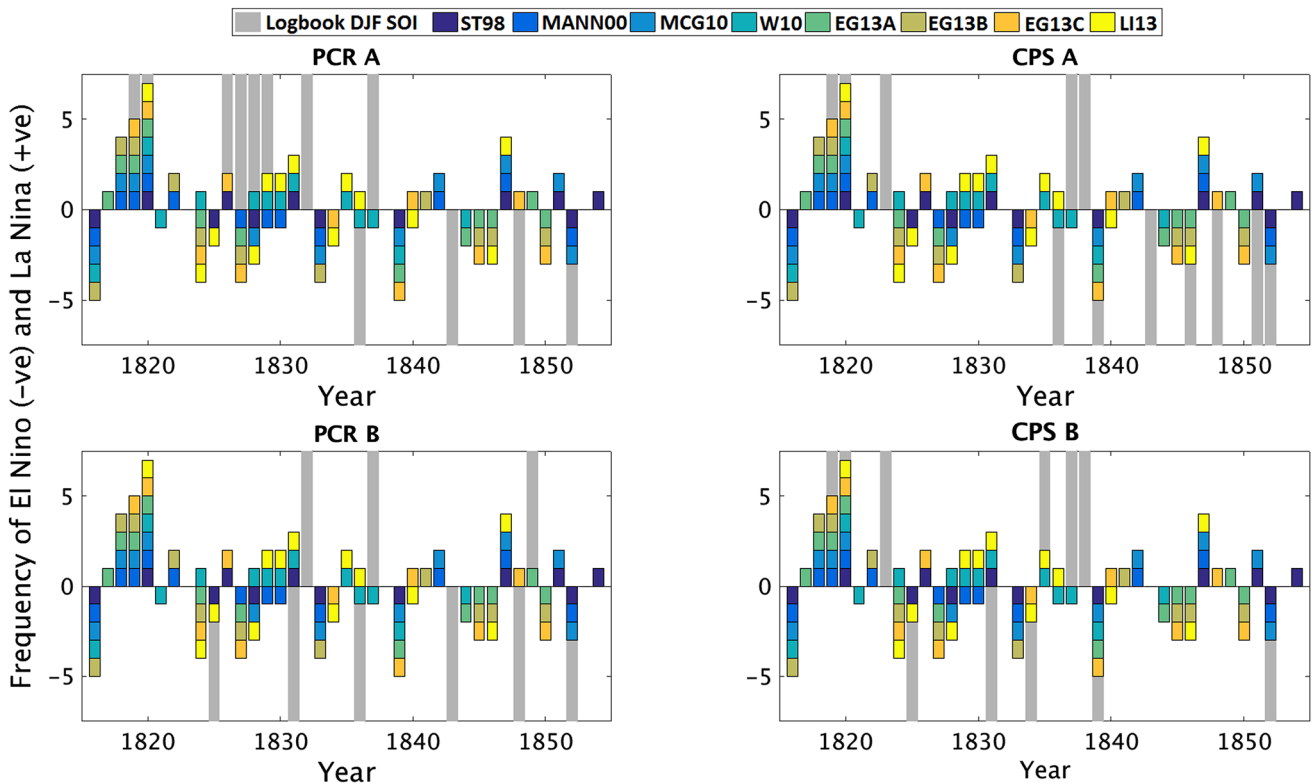 Logbook DJF SOI ST98 MANN00 MCG10 W10 EG13A EG13B EG13C LI13
PCR A
CPS A
5
0
−5
1820 1830 1840 1850
Year
5
0
−5
1820 1830 1840 1850
Year
PCR B
CPS B
5
0
−5
1820 1830 1840 1850
Year
5
0
−5
1820 1830 1840 1850
Year
Frequency of El Nino (−ve) and La Nina (+ve)